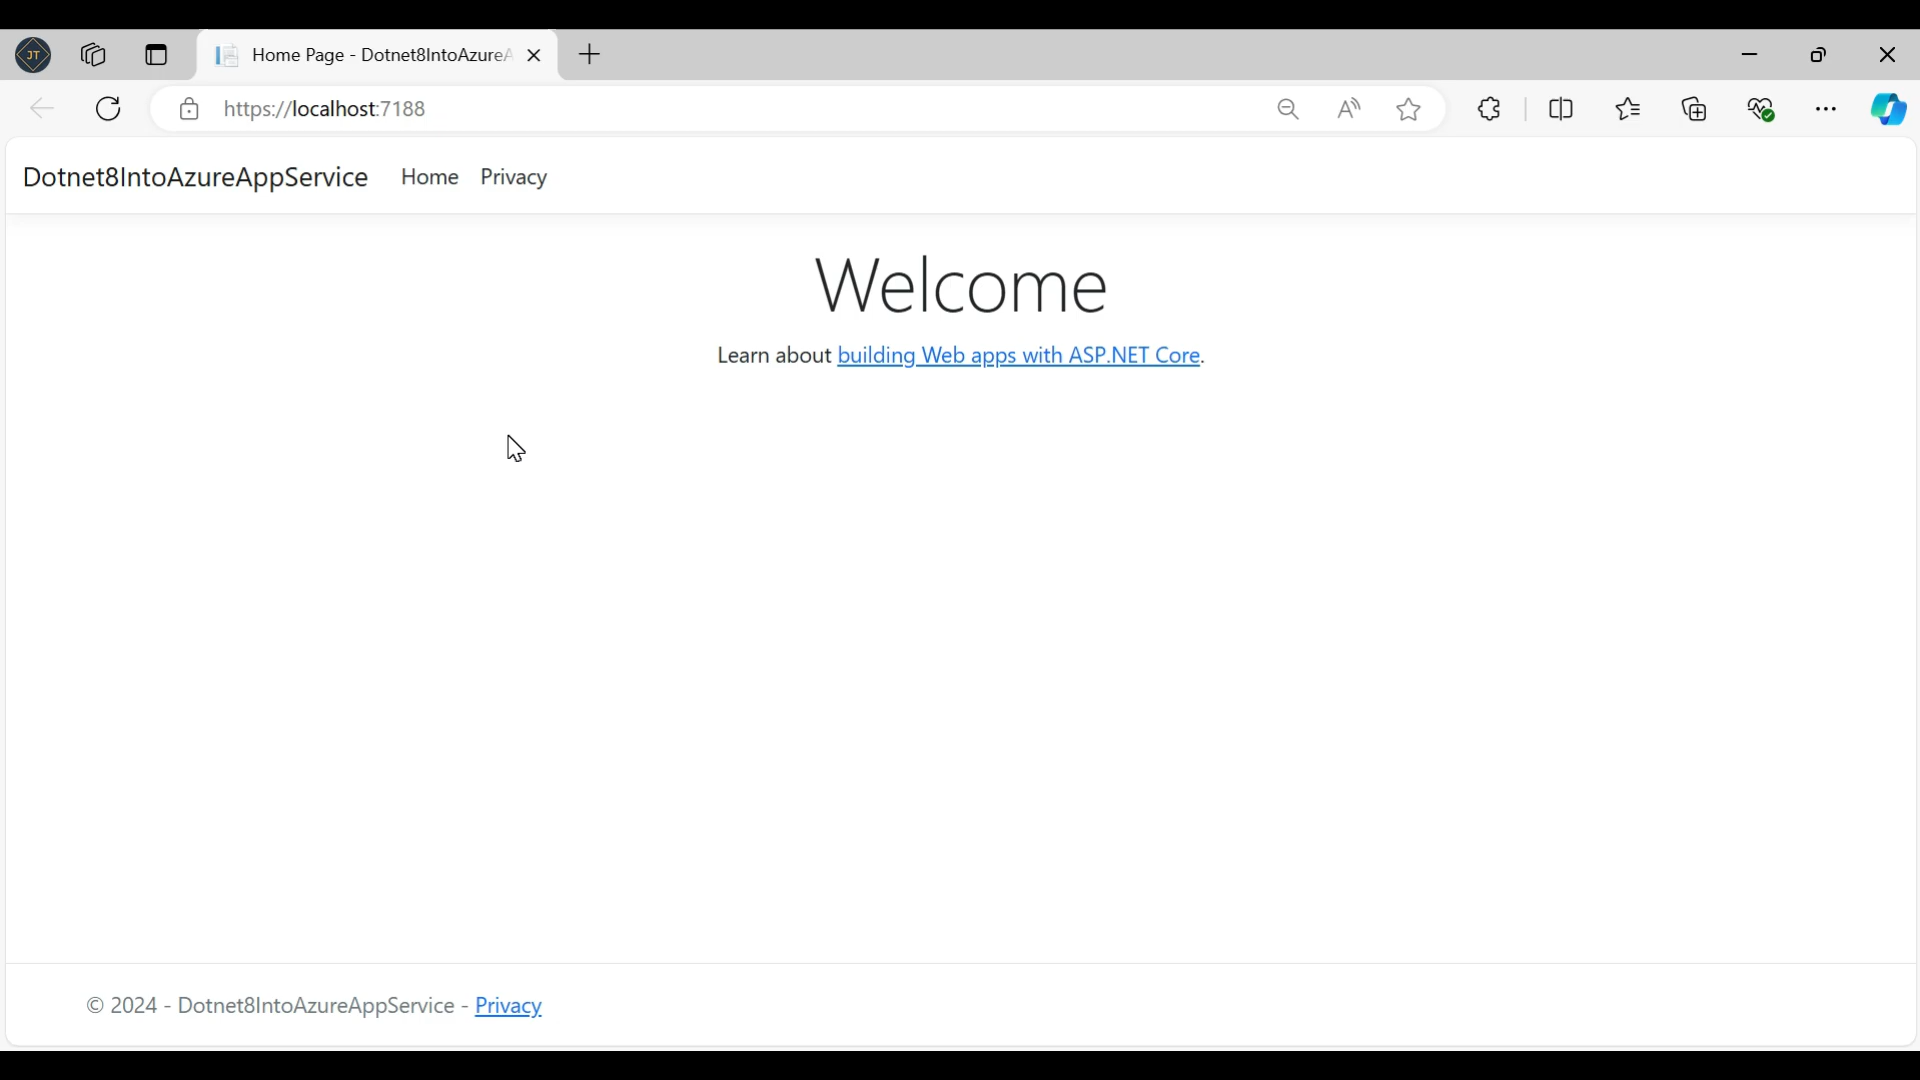 JT
Home Page - Dotnet8IntoAzureA
https://localhost:7188
Dotnet8IntoAzureAppService Home Privacy
Welcome
Learn about building Web apps with ASP.NET Core.
© 2024 - Dotnet8IntoAzureAppService - Privacy